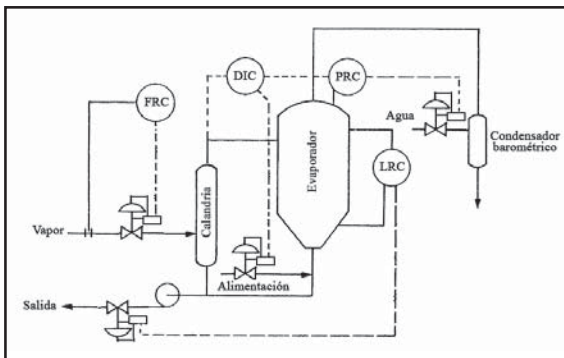 DIC
PRC
FRC
Agua
Evaporador
LRC
Condensador
barométrico
Calandria
Vapor
Alimentación
Salida